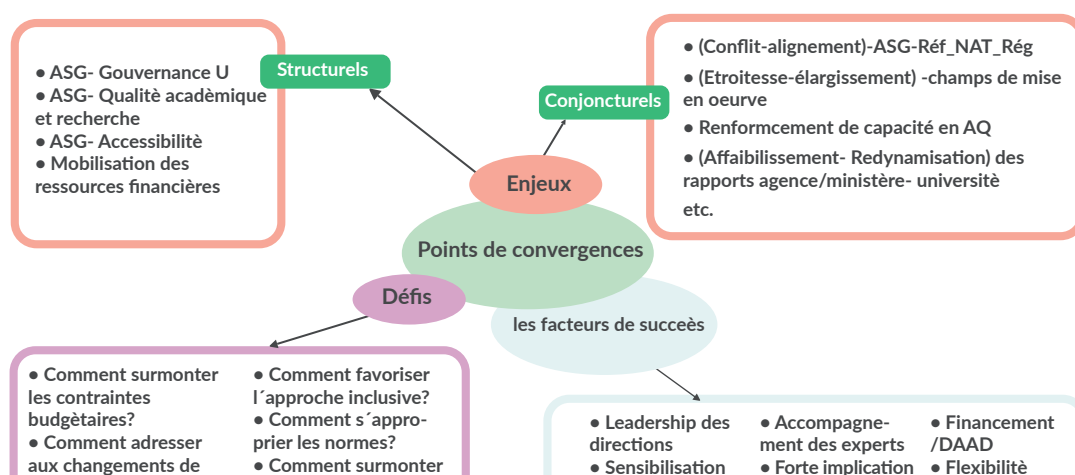 ● ASG- Gouvernance U
● ASG- Qualitè acadèmique
et recherche
● ASG- Accessibilitè
● Mobilisation des
ressources financières
Structurels
Conjoncturels
● (Conflit-alignement)-ASG-Réf_NAT_Rég
● (Etroitesse-élargissement) -champs de mise
en oeurve
● Renformcement de capacité en AQ
● (Affaibilissement- Redynamisation) des
rapports agence/ministère- universitè
etc.
Enjeux
Points de convergences
Défis
les facteurs de succeès
● Comment surmonter
les contraintes
budgètaires?
● Comment adresser
aux changements de
● Comment favoriser
l´approche inclusive?
● Comment s´appro-
prier les normes?
● Comment surmonter
● Leadership des
directions
● Sensibilisation
● Accompagne-
ment des experts
● Forte implication
● Financement
/DAAD
● Flexibilité